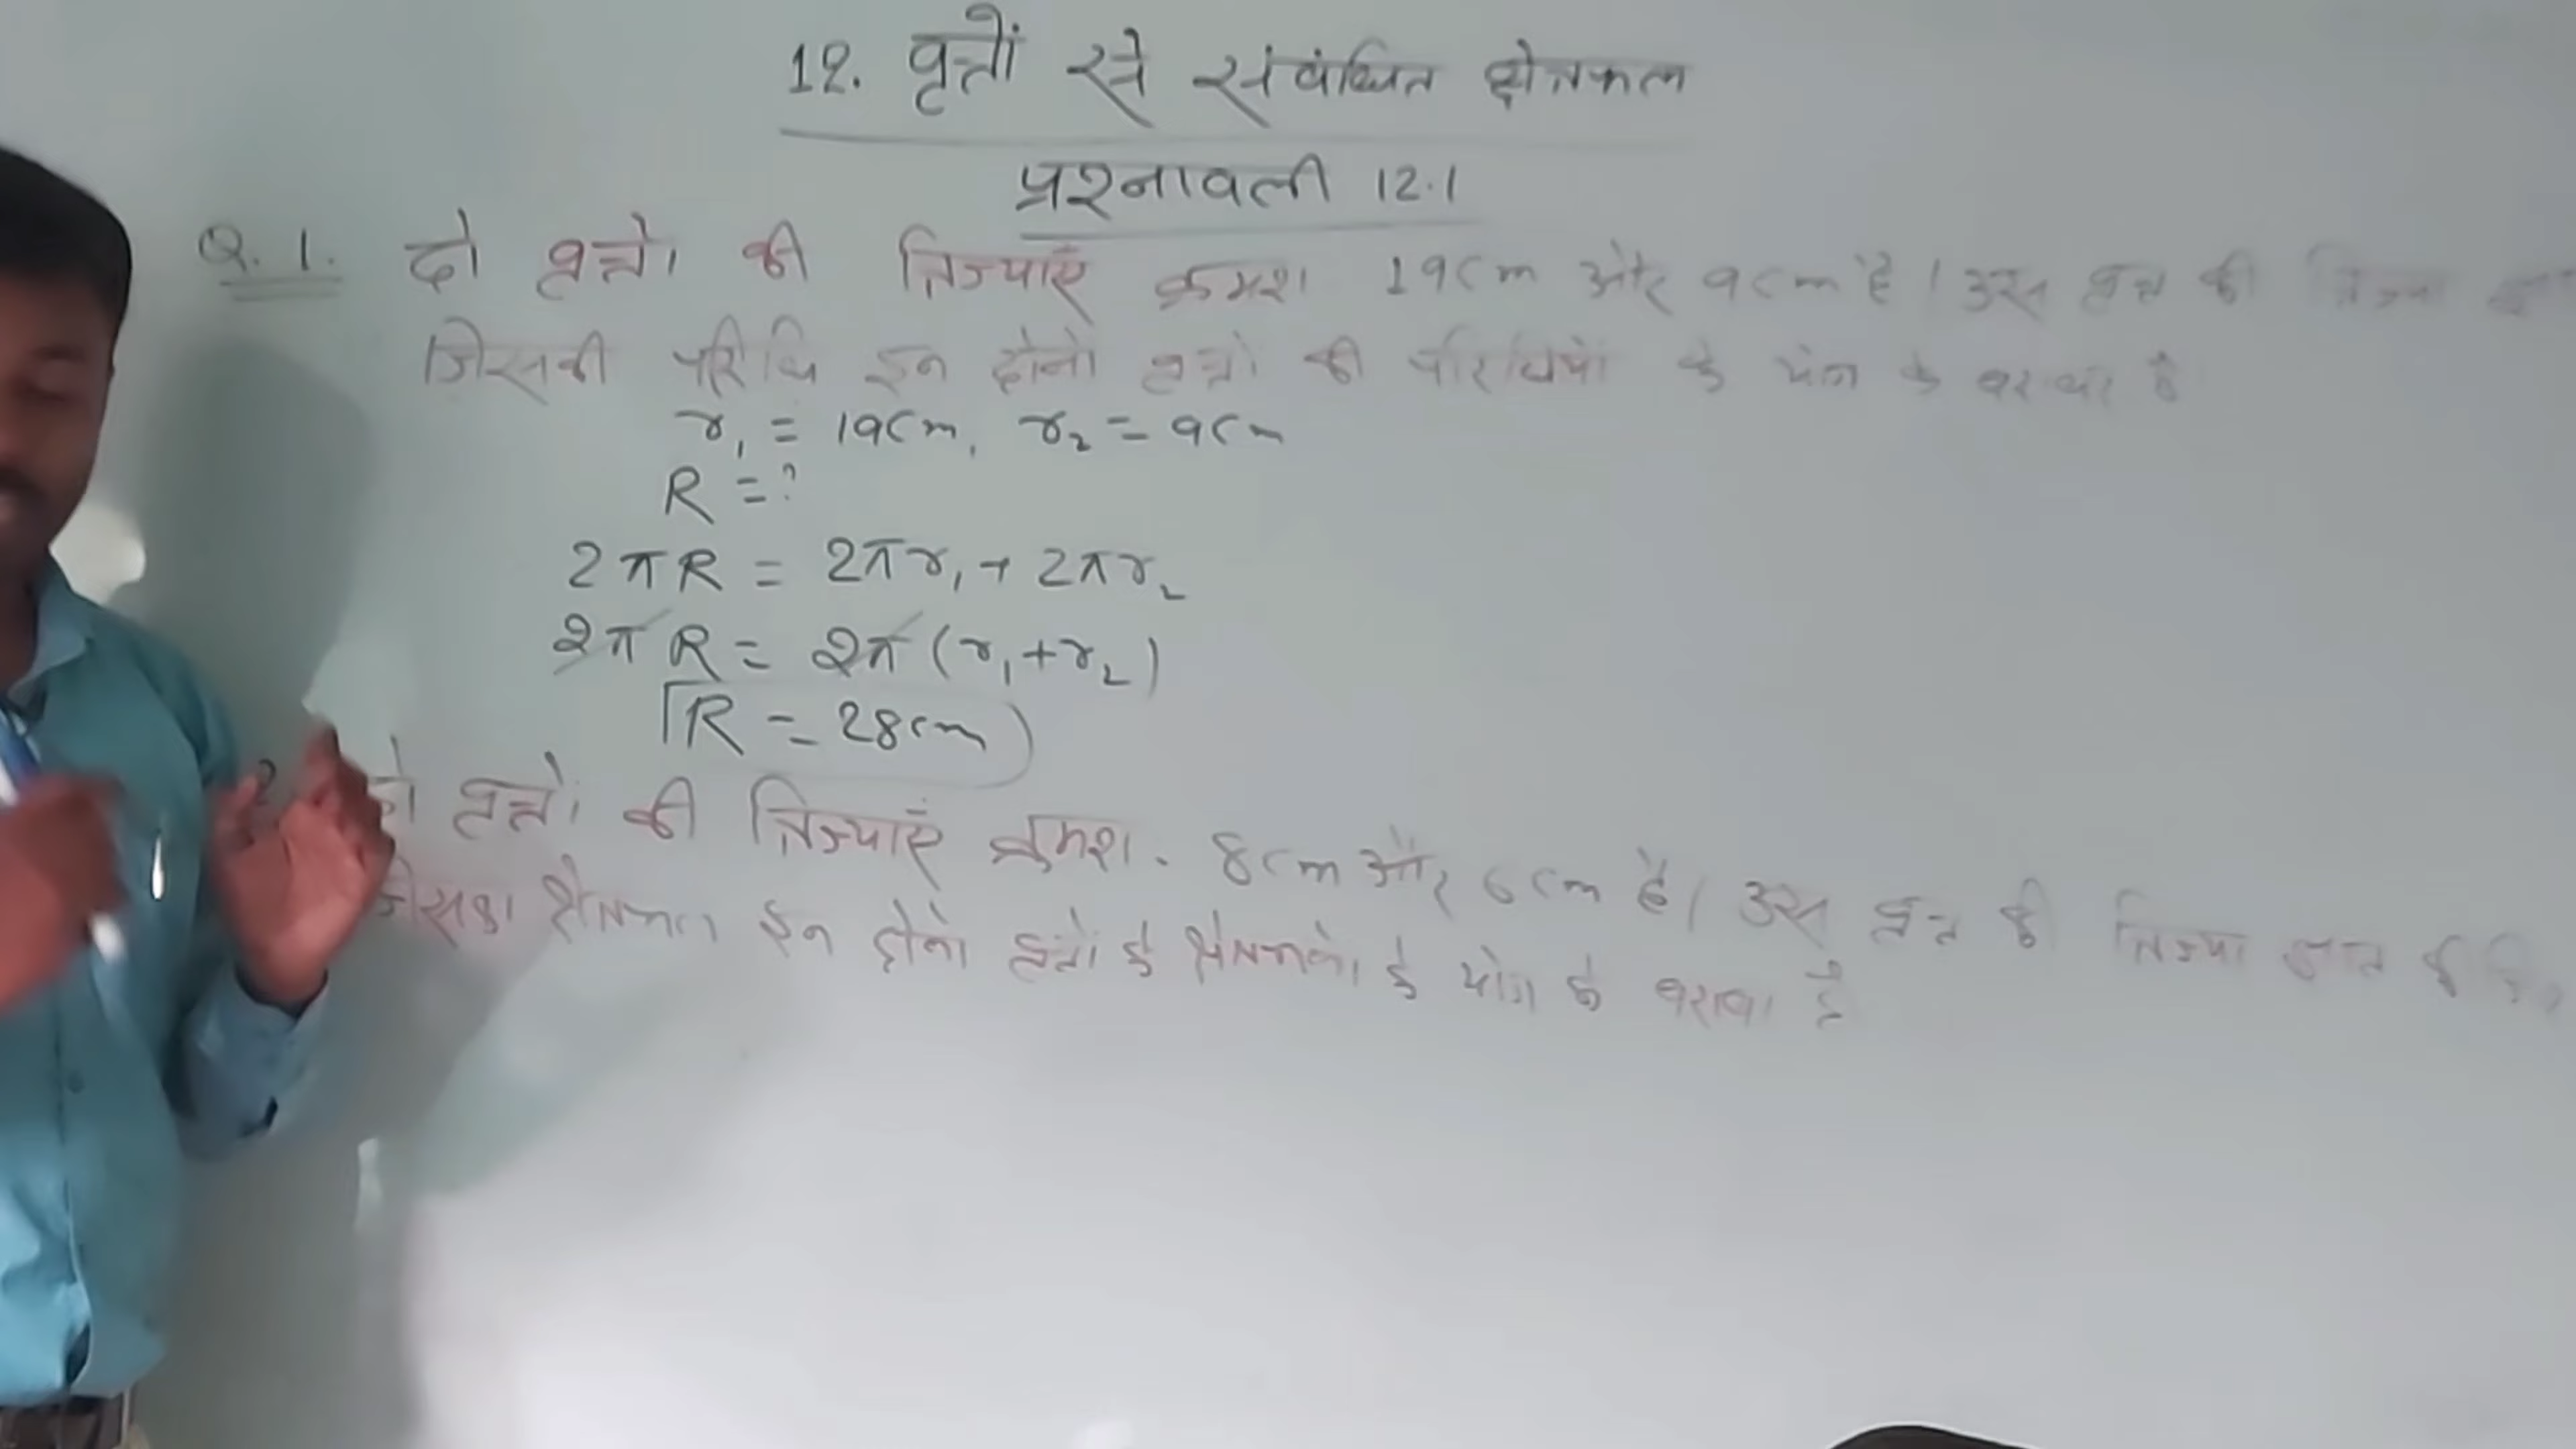 12. वृत्तों से संबंधित क्षेत्रफल
प्रश्नावली 12.1
Q. 1. दो वृत्तो की त्रिज्याएँ क्रमश 19cm और 9cm है। उस वृत्त की त्रिज्या
जिसकी परिधि इन दोनो वृत्तो की परिधियों के योग के बराबर है
r₁ = 19cm, r₂ = 9cm
R = ?
2πR = 2πr₁ + 2πr₂
2πR = 2π(r₁+r₂)
R = 28cm
2 दो वृत्तो की त्रिज्याएँ क्रमश. 8cm और 6cm है। उस वृत्त की त्रिज्या ज्ञात
जिसका क्षेत्रफल इन दोनो वृत्तो के क्षेत्रफलो के योग के बराबर है